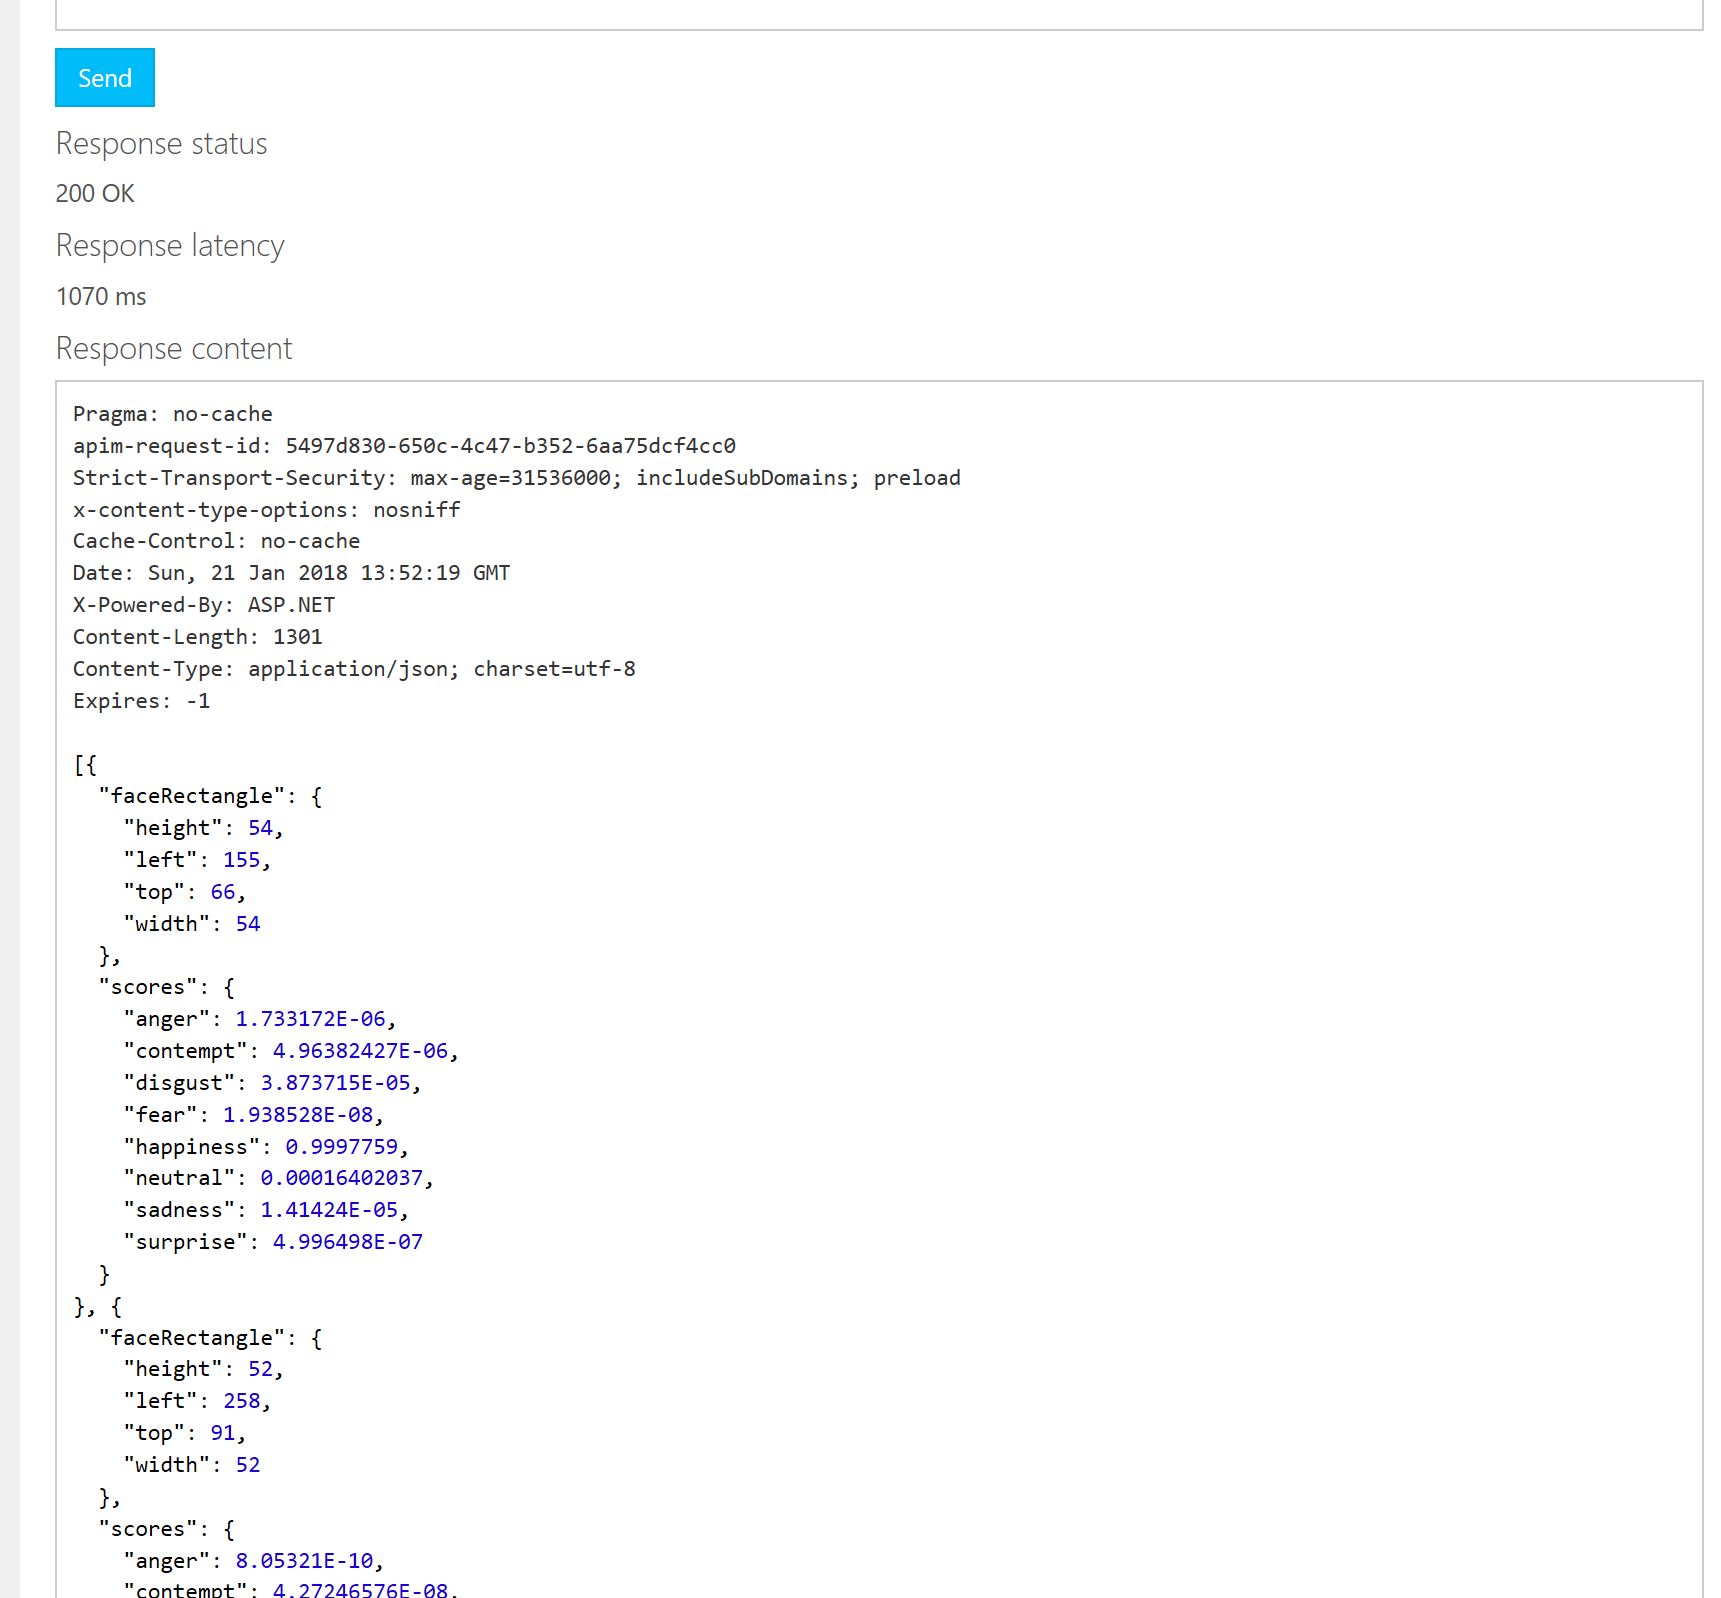 Send
Response status
200 OK
Response latency
1070 ms
Response content
Pragma: no-cache
apim-request-id: 5497d830-650c-4c47-b352-6aa75dcf4cc0
Strict-Transport-Security: max-age=31536000; includeSubDomains; preload
x-content-type-options: nosniff
Cache-Control: no-cache
Date: Sun, 21 Jan 2018 13:52:19 GMT
X-Powered-By: ASP.NET
Content-Length: 1301
Content-Type: application/json; charset=utf-8
Expires: -1
[{
"faceRectangle": {
"height": 54,
"left": 155,
"top": 66,
"width": 54
},
"scores": {
"anger": 1.733172E-06,
"contempt": 4.96382427E-06,
"disgust": 3.873715E-05,
"fear": 1.938528E-08,
"happiness": 0.9997759,
"neutral": 0.00016402037,
"sadness": 1.41424E-05,
"surprise": 4.996498E-07
}
}, {
"faceRectangle": {
"height": 52,
"left": 258,
"top": 91,
"width": 52
},
"scores": {
"anger": 8.05321E-10,
"contempt": 4.27246576E-08,